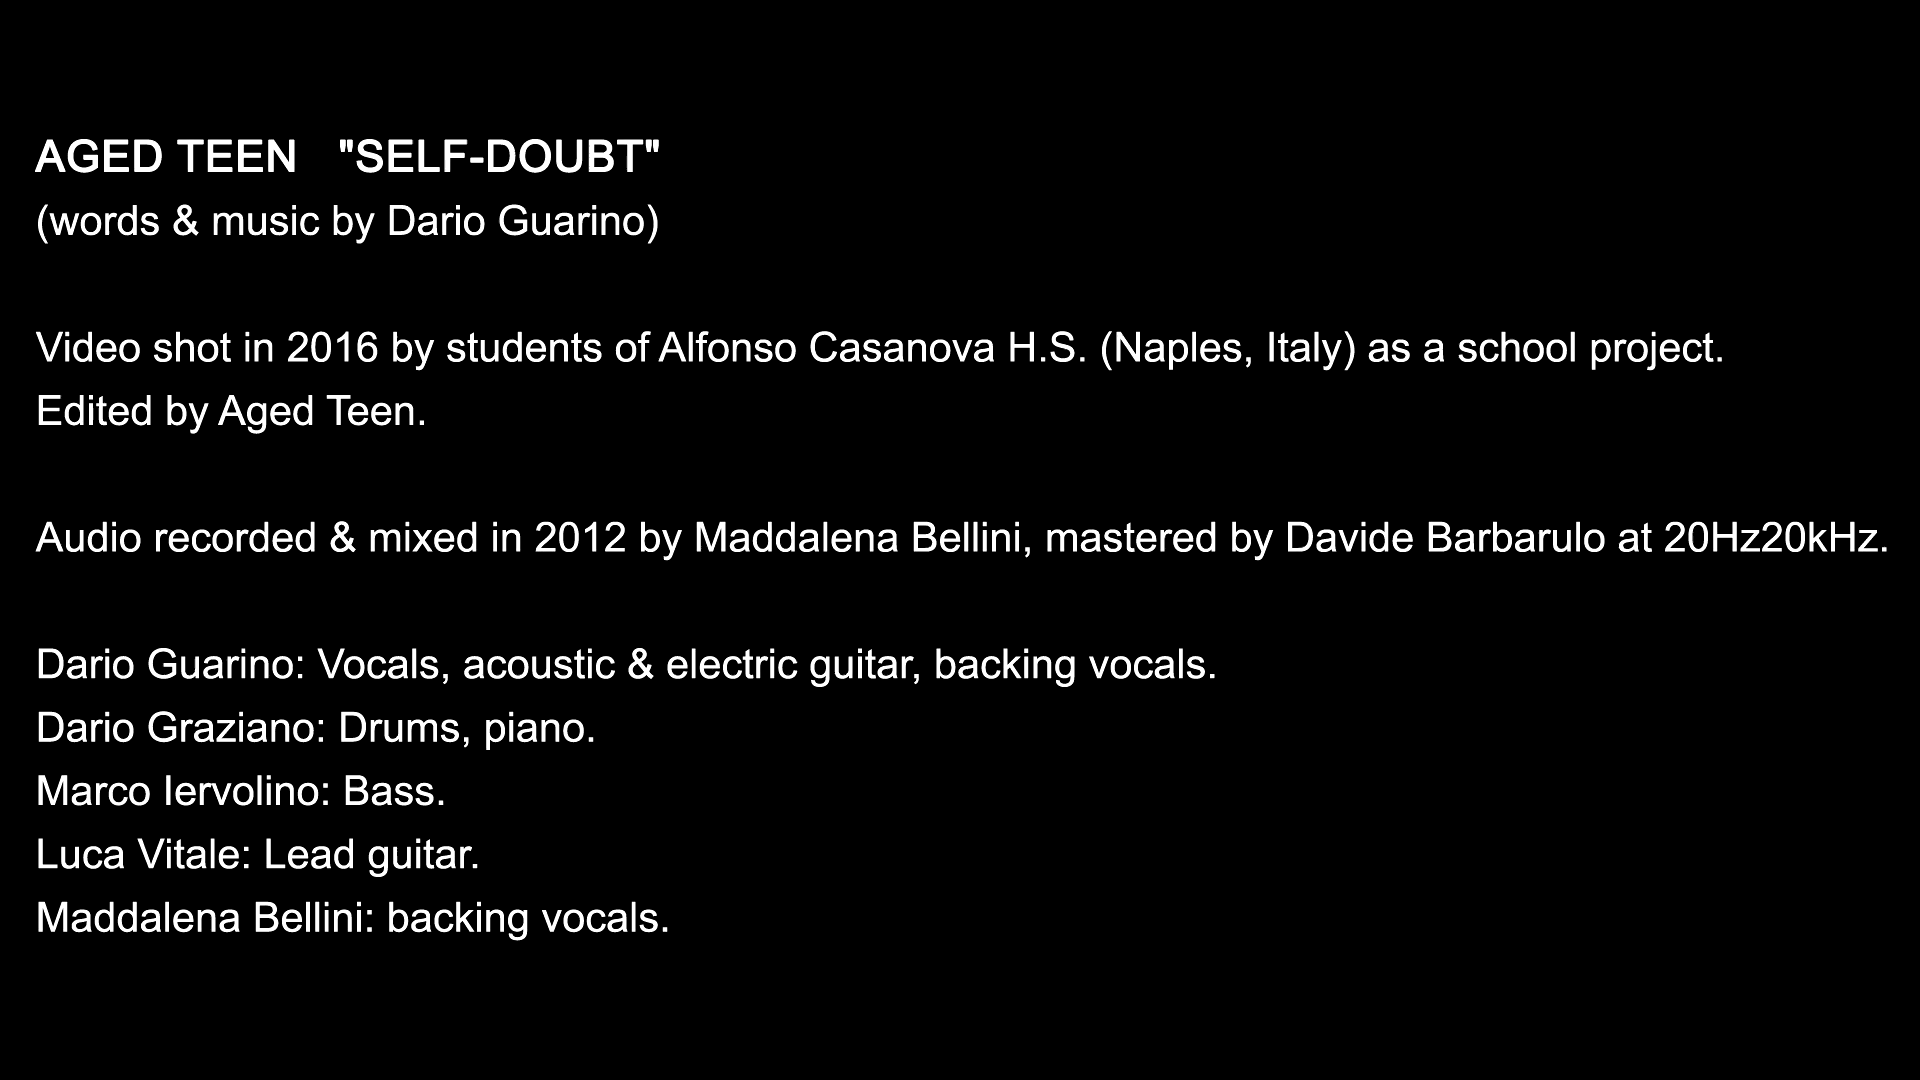 AGED TEEN   "SELF-DOUBT"
(words & music by Dario Guarino)
Video shot in 2016 by students of Alfonso Casanova H.S. (Naples, Italy) as a school project.
Edited by Aged Teen.
Audio recorded & mixed in 2012 by Maddalena Bellini, mastered by Davide Barbarulo at 20Hz20kHz.
Dario Guarino: Vocals, acoustic & electric guitar, backing vocals.
Dario Graziano: Drums, piano.
Marco Iervolino: Bass.
Luca Vitale: Lead guitar.
Maddalena Bellini: backing vocals.